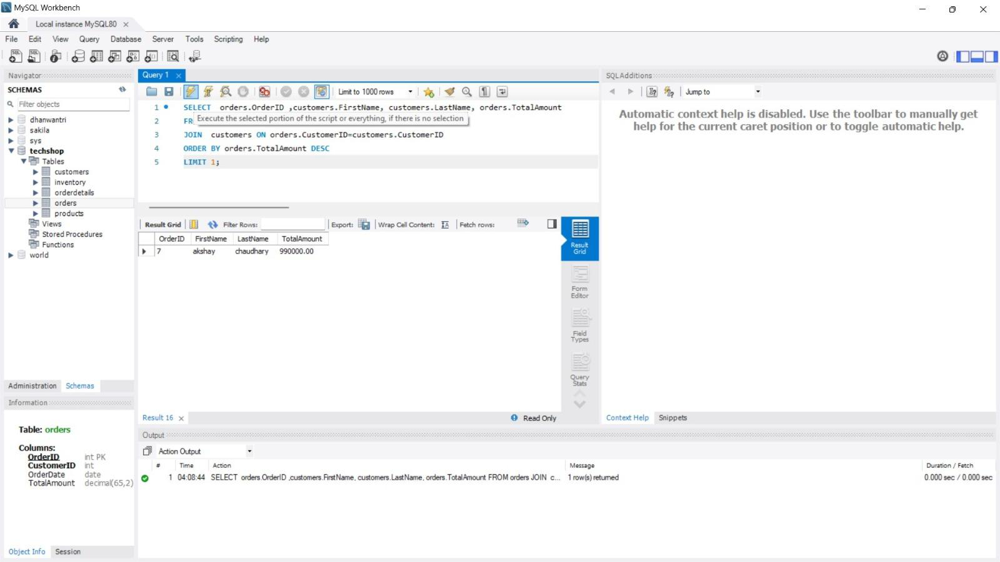 MySQL Workbench
Local instance MySQL80
File Edit View Query Database Server Tools Scripting Help
Navigator
SCHEMAS
Filter objects
dhanwantri
sakila
sys
techshop
Tables
customers
inventory
orderdetails
orders
products
Views
Stored Procedures
Functions
world
Administration Schemas
Information
Table: orders
Columns:
OrderID int PK
CustomerID int
OrderDate date
TotalAmount decimal(65,2)
Object Info Session
Query 1
Limit to 1000 rows
1 SELECT orders.OrderID ,customers.FirstName, customers.LastName, orders.TotalAmount
2 FR
Execute the selected portion of the script or everything, if there is no selection
3 JOIN customers ON orders.CustomerID=customers.CustomerID
4 ORDER BY orders.TotalAmount DESC
5 LIMIT 1;
Result Grid Filter Rows: Export: Wrap Cell Content: Fetch rows:
OrderID FirstName LastName TotalAmount
7 akshay chaudhary 990000.00
Result Grid
Form Editor
Field Types
Query Stats
Result 16 Read Only
SQLAdditions
Jump to
Automatic context help is disabled. Use the toolbar to manually get
help for the current caret position or to toggle automatic help.
Context Help Snippets
Output
Action Output
# Time Action Message Duration / Fetch
1 04:08:44 SELECT orders.OrderID ,customers.FirstName, customers.LastName, orders.TotalAmount FROM orders JOIN c... 1 row(s) returned 0.000 sec / 0.000 sec